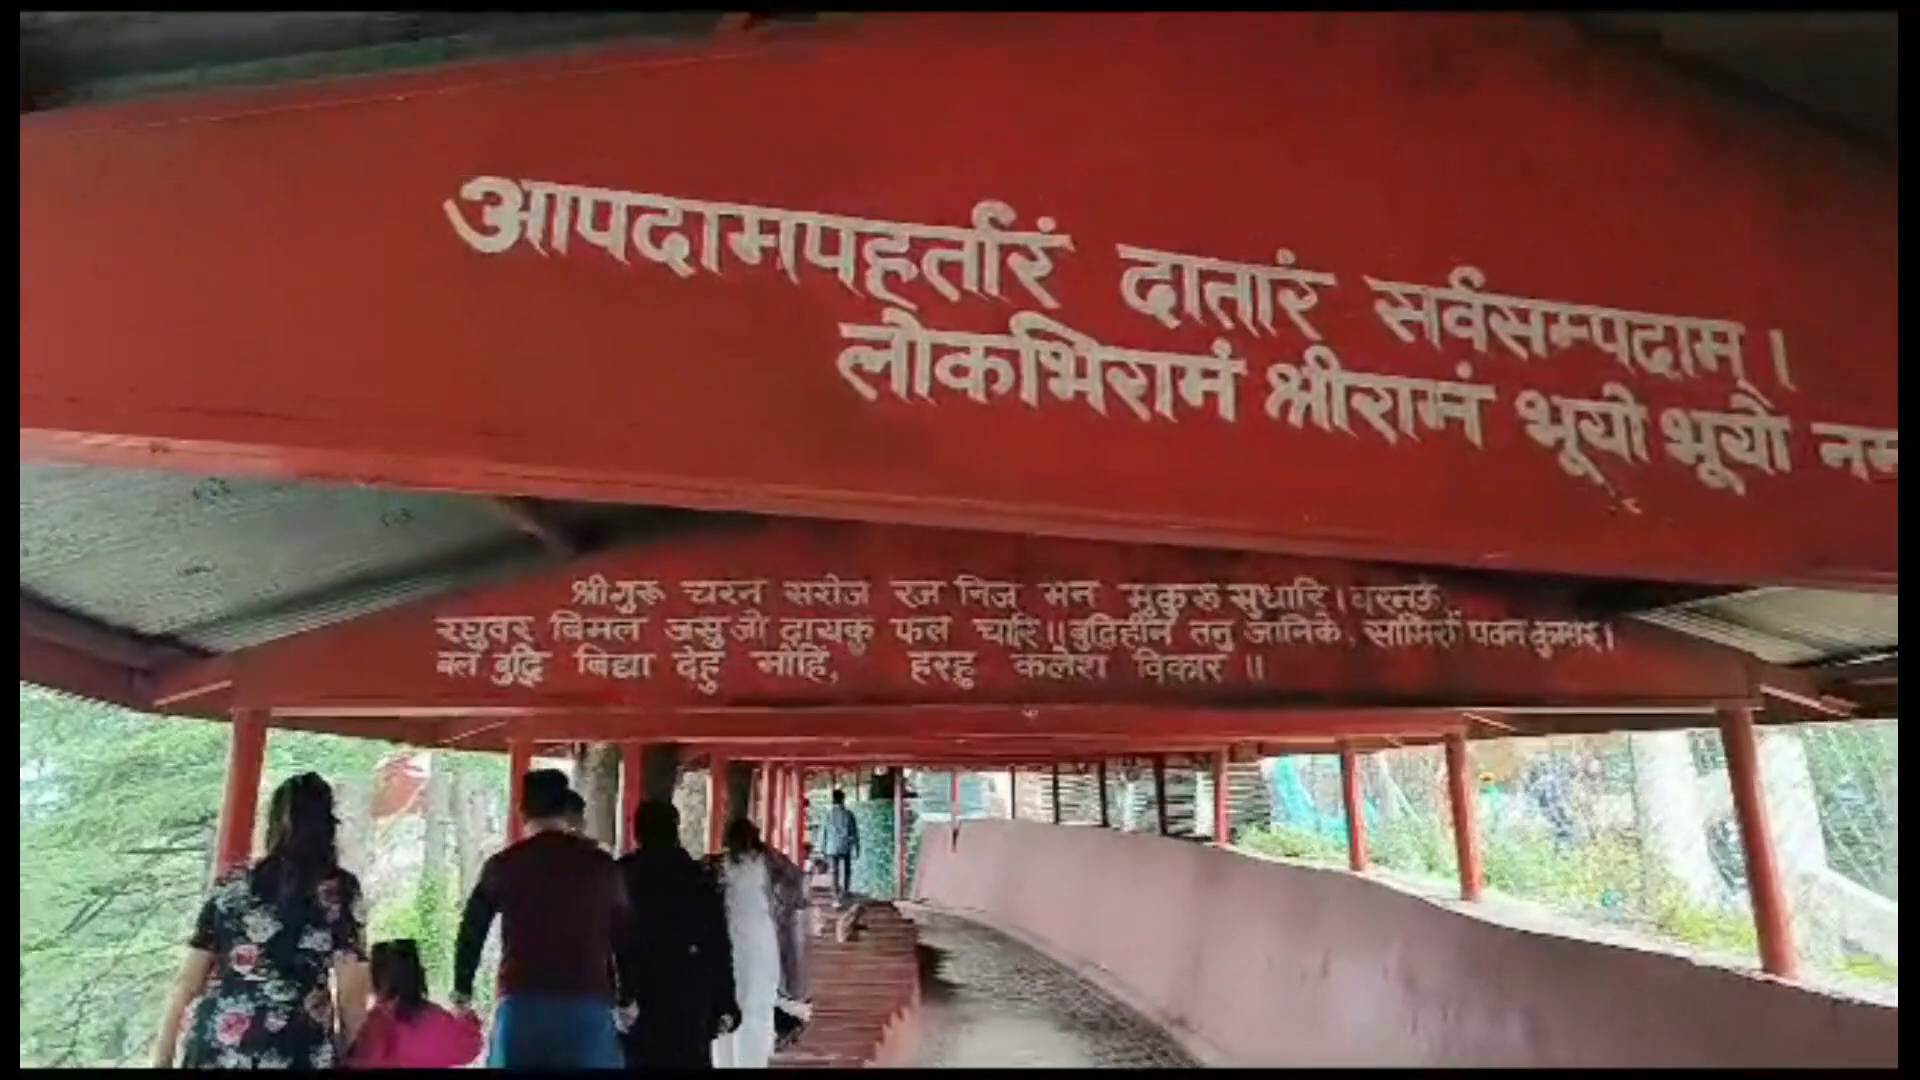 आपदामपहर्तारं दातारं सर्वसम्पदाम् ।
लोकभिरामं श्रीरामं भूयो भूयो नम
श्रीगुरू चरन सरोज रज निज मन मुकुरू सुधारि। बरनऊं
रघुवर बिमल जसु जो दायकु फल चारि॥ बुद्धिहीन तनु जानिके, सुमिरौं पवन कुमार।
बल बुद्धि बिद्या देहु मोहिं, हरहु कलेश विकार ॥